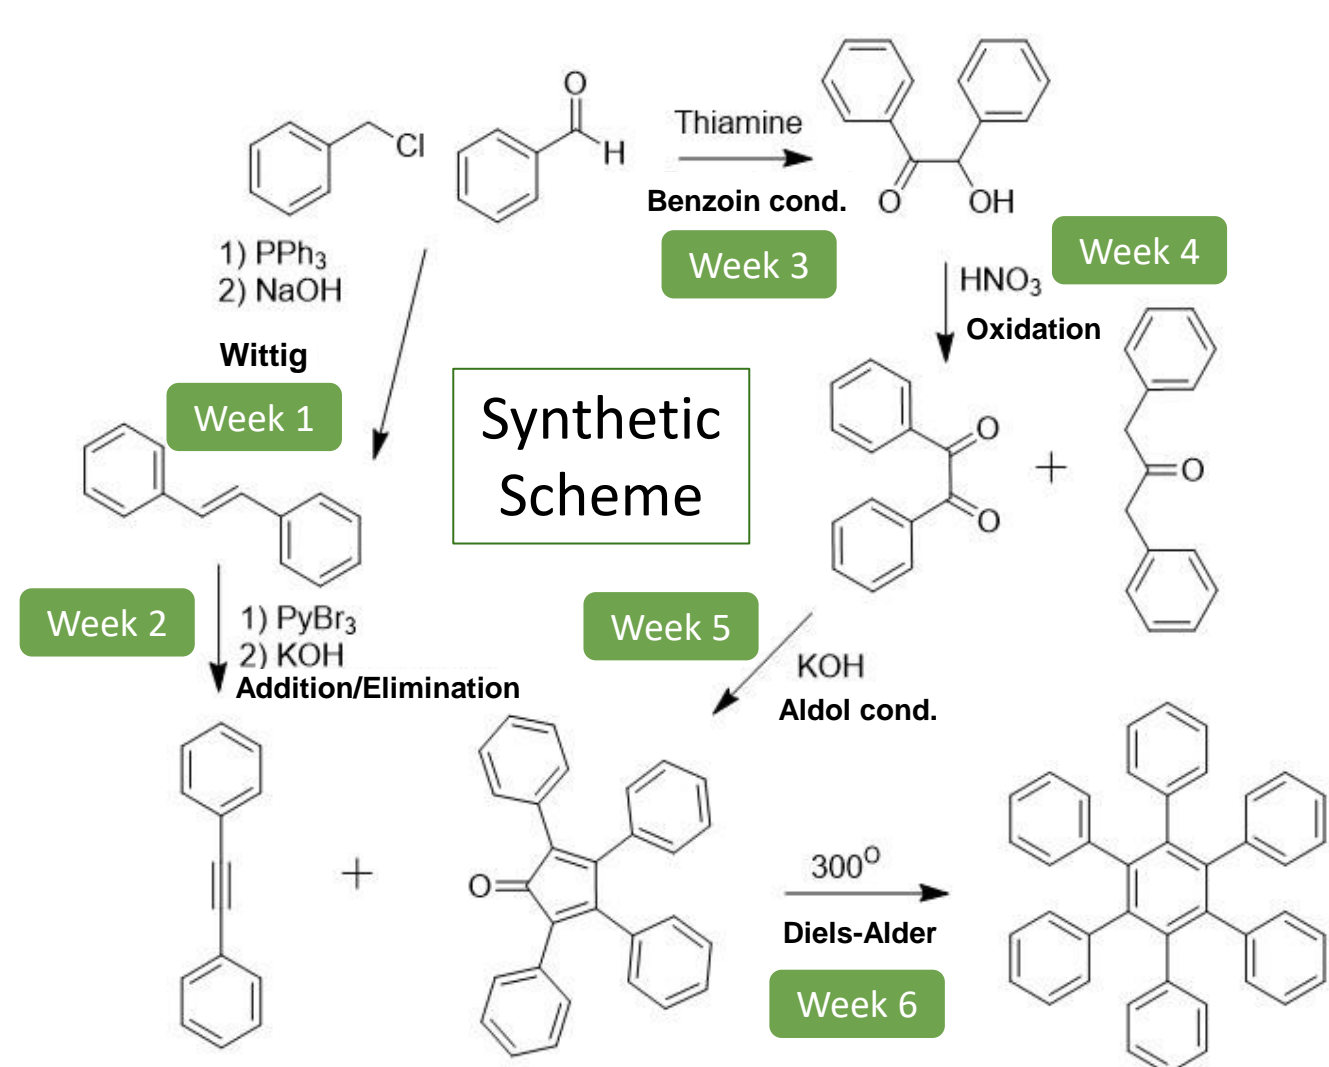 Cl
O
H
Thiamine
Benzoin cond.
Week 3
O
OH
1) PPh₃
2) NaOH
Wittig
Week 1
Week 4
HNO₃
Oxidation
Synthetic
Scheme
O
O
+
O
Week 2
1) PyBr₃
2) KOH
Addition/Elimination
Week 5
KOH
Aldol cond.
+
O
300ᴼ
Diels-Alder
Week 6